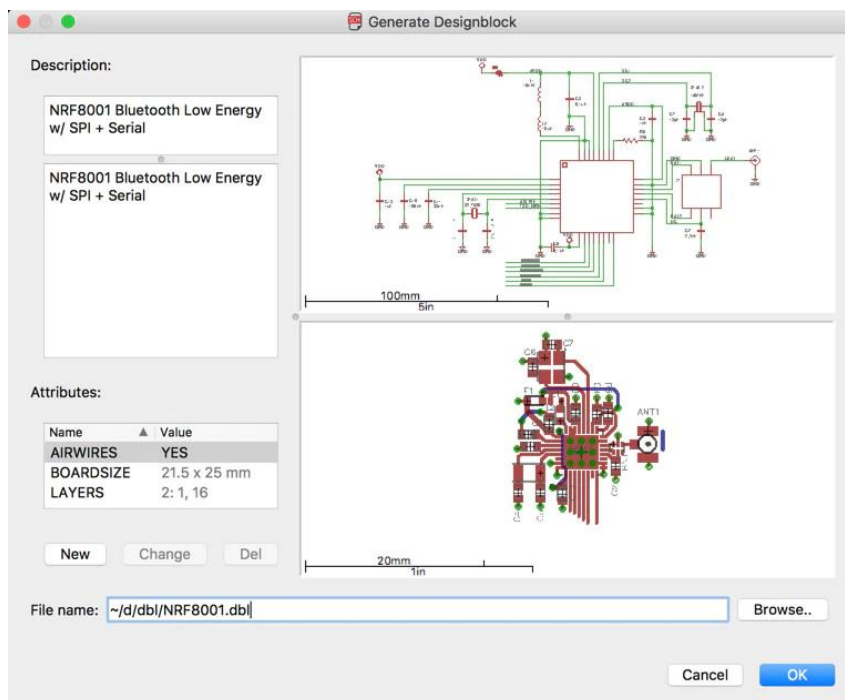 Generate Designblock
Description:
NRF8001 Bluetooth Low Energy
w/ SPI + Serial
NRF8001 Bluetooth Low Energy
w/ SPI + Serial
100mm
5in
Attributes:
Name Value
AIRWIRES YES
BOARDSIZE 21.5 x 25 mm
LAYERS 2: 1, 16
New Change Del
C6 C7
F1
ANT1
20mm
1in
File name: ~/d/dbl/NRF8001.dbl Browse..
Cancel OK